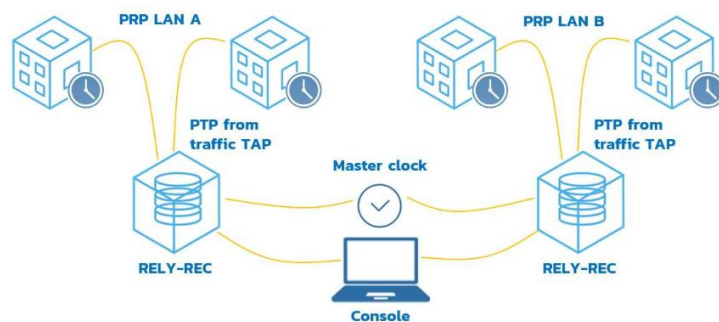 PRP LAN A
PRP LAN B
PTP from
traffic TAP
PTP from
traffic TAP
Master clock
RELY-REC
RELY-REC
Console